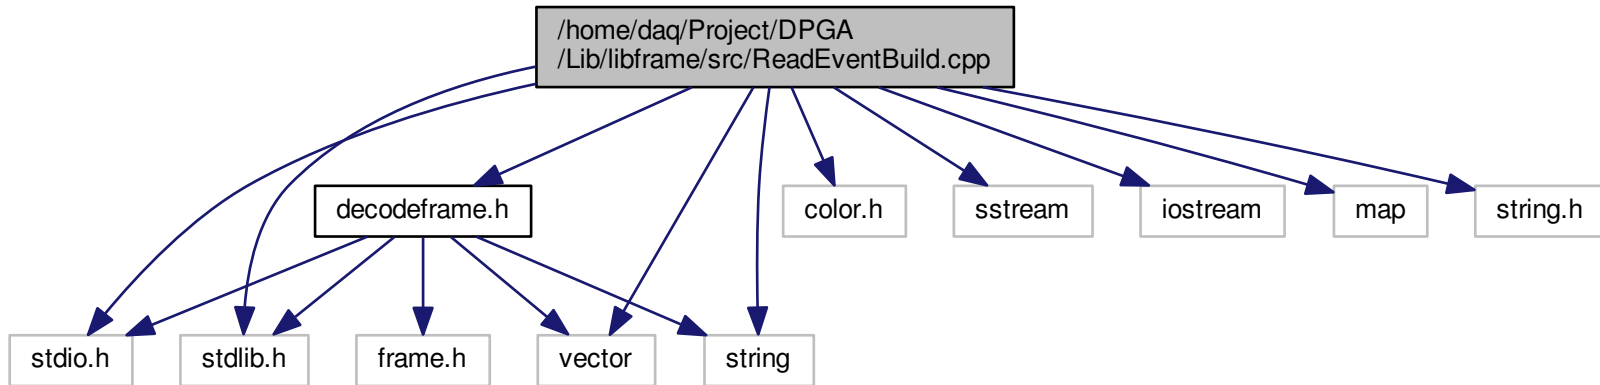 /home/daq/Project/DPGA
/Lib/libframe/src/ReadEventBuild.cpp
decodeframe.h
color.h
sstream
iostream
map
string.h
stdio.h
stdlib.h
frame.h
vector
string